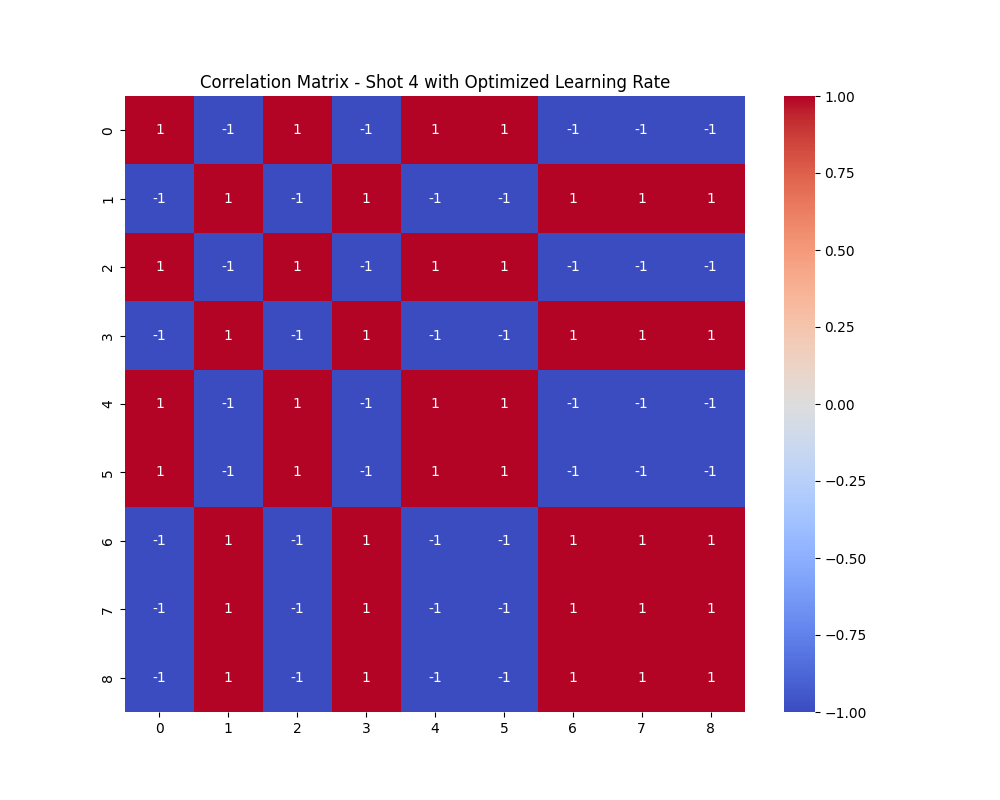 Correlation Matrix - Shot 4 with Optimized Learning Rate
0 1 -1 1 -1 1 1 -1 -1 -1
1 -1 1 -1 1 -1 -1 1 1 1
2 1 -1 1 -1 1 1 -1 -1 -1
3 -1 1 -1 1 -1 -1 1 1 1
4 1 -1 1 -1 1 1 -1 -1 -1
5 1 -1 1 -1 1 1 -1 -1 -1
6 -1 1 -1 1 -1 -1 1 1 1
7 -1 1 -1 1 -1 -1 1 1 1
8 -1 1 -1 1 -1 -1 1 1 1
0 1 2 3 4 5 6 7 8
1.00
0.75
0.50
0.25
0.00
−0.25
−0.50
−0.75
−1.00